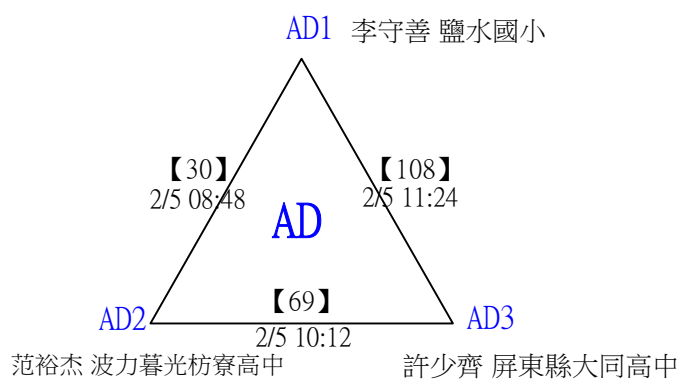 AD1 李守善 鹽水國小
【30】
2/5 08:48
【108】
2/5 11:24
AD
【69】
2/5 10:12
AD2
AD3
范裕杰 波力暮光枋寮高中
許少齊 屏東縣大同高中